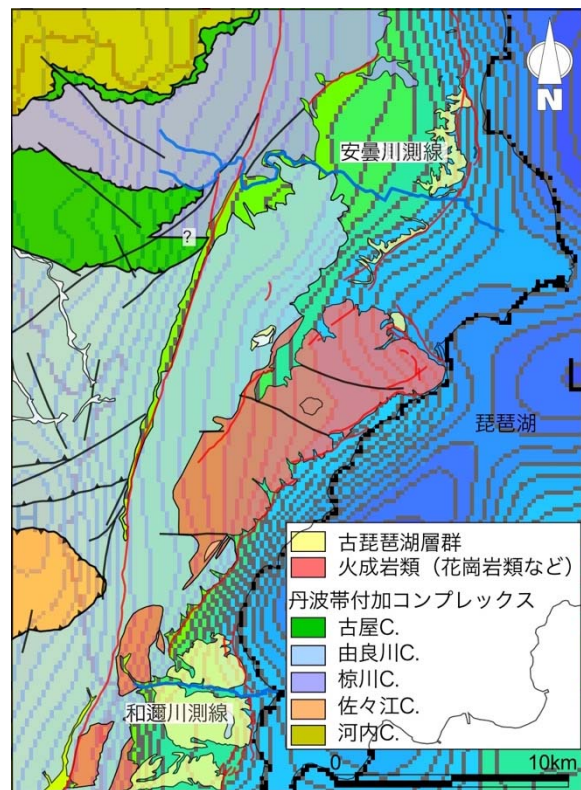 N
安曇川測線
?
琵琶湖
古琵琶湖層群
火成岩類（花崗岩類など）
丹波帯付加コンプレックス
古屋C.
由良川C.
椋川C.
佐々江C.
河内C.
和邇川測線
0 10km